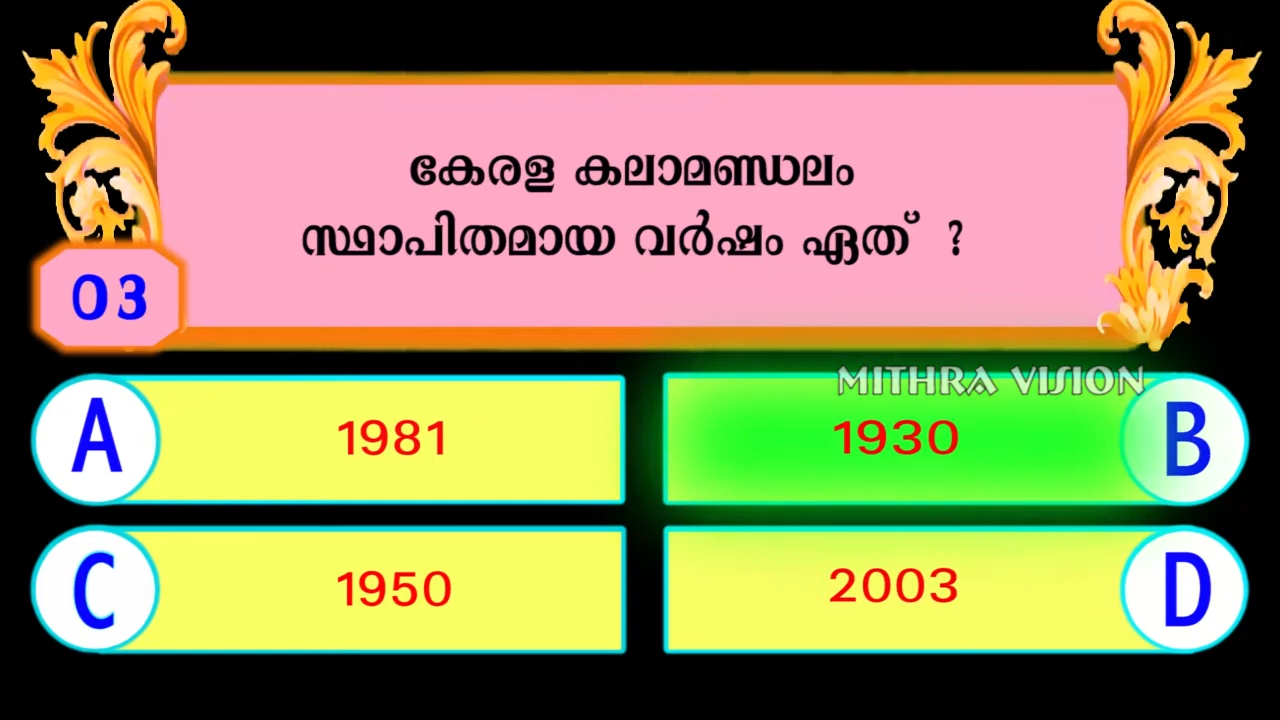 കേരള കലാമണ്ഡലം
സ്ഥാപിതമായ വർഷം ഏത് ?
03
MITHRA VISION
A 1981
1930 B
C 1950
2003 D